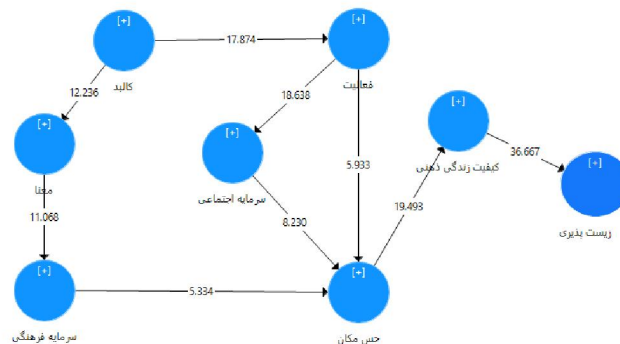 [+]
[+]
کالبد
17.874
فعالیت
12.236
18.638
[+]
[+]
[+]
معنا
سرمایه اجتماعی
5.933
کیفیت زندگی ذهنی
36.667
[+]
زیست پذیری
11.068
8.230
19.493
[+]
[+]
5.334
سرمایه فرهنگی
حس مکان